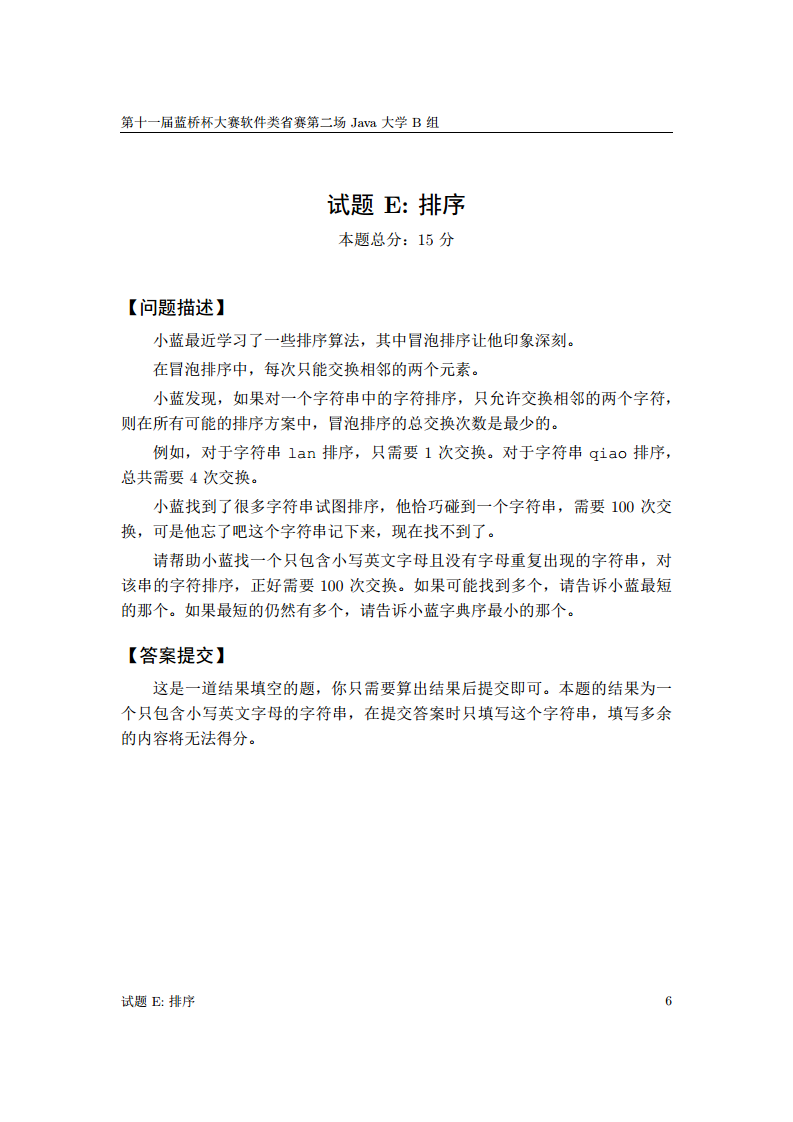 第十一届蓝桥杯大赛软件类省赛第二场 Java 大学 B 组
试题 E: 排序
本题总分：15 分
【问题描述】
小蓝最近学习了一些排序算法，其中冒泡排序让他印象深刻。
在冒泡排序中，每次只能交换相邻的两个元素。
小蓝发现，如果对一个字符串中的字符排序，只允许交换相邻的两个字符，
则在所有可能的排序方案中，冒泡排序的总交换次数是最少的。
例如，对于字符串 lan 排序，只需要 1 次交换。对于字符串 qiao 排序，
总共需要 4 次交换。
小蓝找到了很多字符串试图排序，他恰巧碰到一个字符串，需要 100 次交
换，可是他忘了吧这个字符串记下来，现在找不到了。
请帮助小蓝找一个只包含小写英文字母且没有字母重复出现的字符串，对
该串的字符排序，正好需要 100 次交换。如果可能找到多个，请告诉小蓝最短
的那个。如果最短的仍然有多个，请告诉小蓝字典序最小的那个。
【答案提交】
这是一道结果填空的题，你只需要算出结果后提交即可。本题的结果为一
个只包含小写英文字母的字符串，在提交答案时只填写这个字符串，填写多余
的内容将无法得分。
试题 E: 排序
6